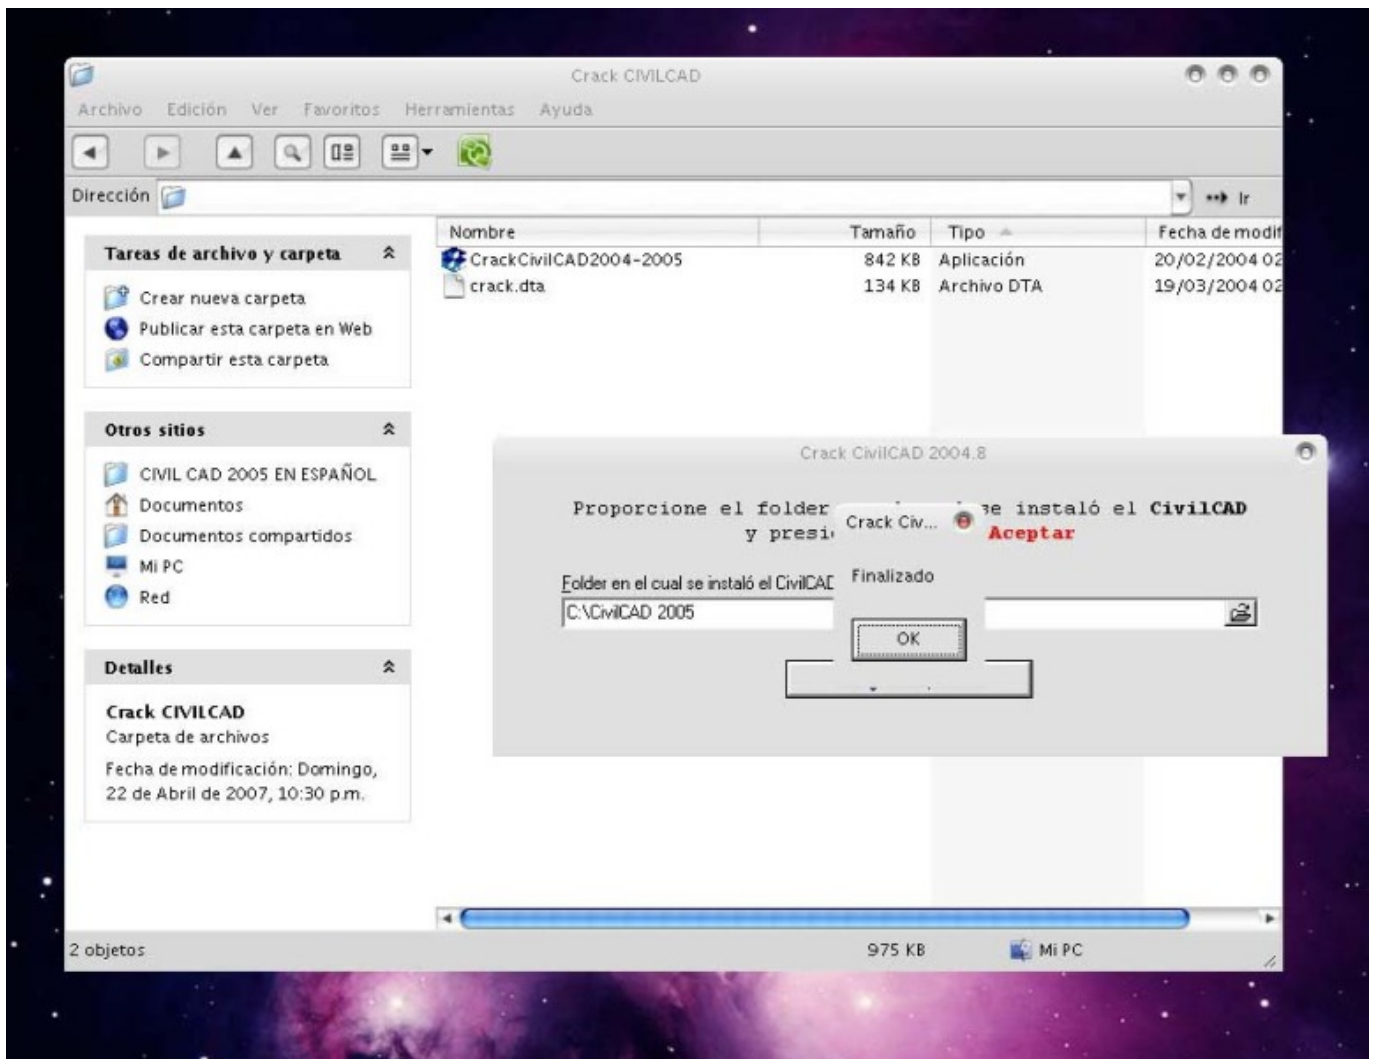 Crack CIVILCAD
Archivo Edición Ver Favoritos Herramientas Ayuda
Dirección Ir
Tareas de archivo y carpeta
Crear nueva carpeta
Publicar esta carpeta en Web
Compartir esta carpeta
Otros sitios
CIVIL CAD 2005 EN ESPAÑOL
Documentos
Documentos compartidos
Mi PC
Red
Detalles
Crack CIVILCAD
Carpeta de archivos
Fecha de modificación: Domingo,
22 de Abril de 2007, 10:30 p.m.
Nombre Tamaño Tipo Fecha de modif
CrackCivilCAD2004-2005 842 KB Aplicación 20/02/2004 02
crack.dta 134 KB Archivo DTA 19/03/2004 02
Crack CivilCAD 2004.8
Proporcione el folder se instaló el CivilCAD
y presi Aceptar
Folder en el cual se instaló el CivilCAD
C:\CivilCAD 2005
Crack Civ...
Finalizado
OK
2 objetos 975 KB Mi PC